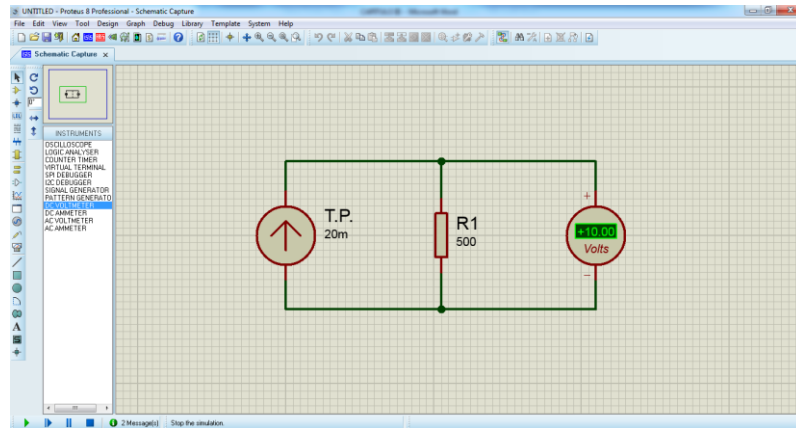 UNTITLED - Proteus 8 Professional - Schematic Capture
File Edit View Tool Design Graph Debug Library Template System Help
Schematic Capture x
0°
INSTRUMENTS
OSCILLOSCOPE
LOGIC ANALYSER
COUNTER TIMER
VIRTUAL TERMINAL
SPI DEBUGGER
I2C DEBUGGER
SIGNAL GENERATOR
PATTERN GENERATO
DC VOLTMETER
DC AMMETER
AC VOLTMETER
AC AMMETER
T.P.
20m
R1
500
+
+10.00
Volts
−
A
2 Message(s) Stop the simulation.